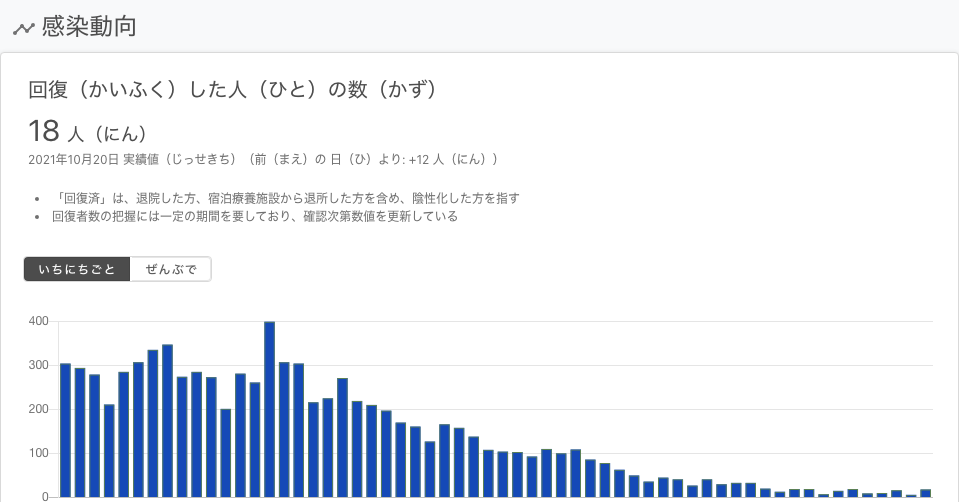 感染動向
回復（かいふく）した人（ひと）の数（かず）
18 人（にん）
2021年10月20日 実績値（じっせきち）（前（まえ）の 日（ひ）より: +12 人（にん））
• 「回復済」は、退院した方、宿泊療養施設から退所した方を含め、陰性化した方を指す
• 回復者数の把握には一定の期間を要しており、確認次第数値を更新している
いちにちごと ぜんぶで
400
300
200
100
0